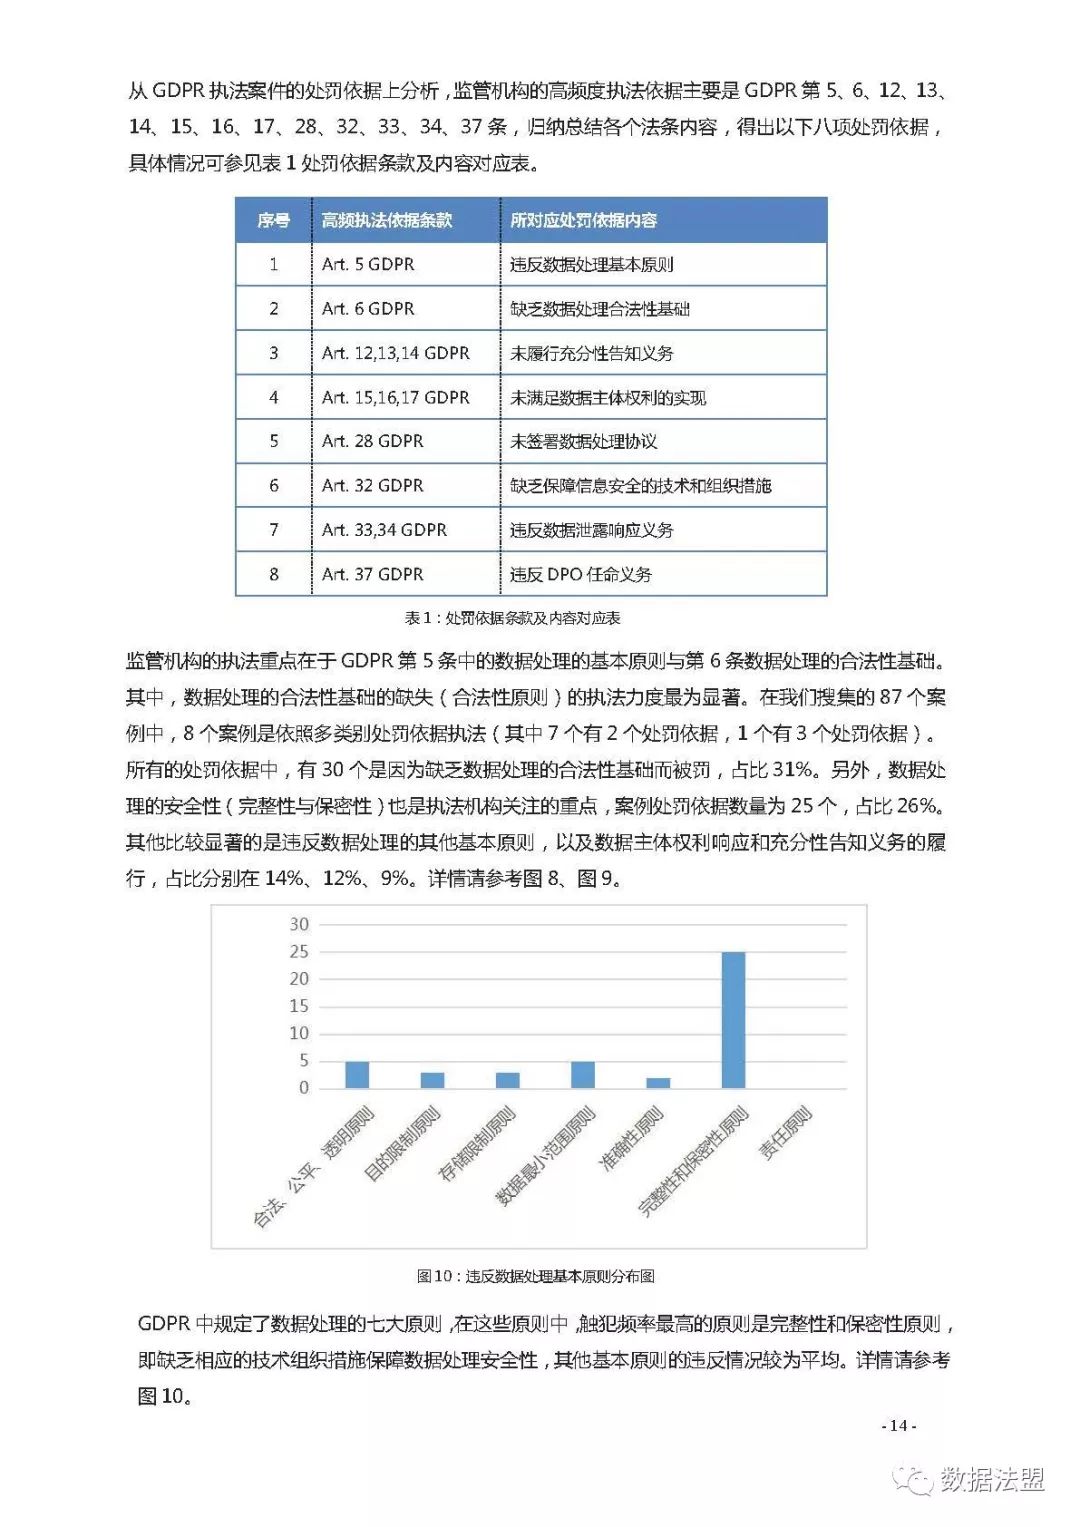 从 GDPR 执法案件的处罚依据上分析，监管机构的高频度执法依据主要是 GDPR 第 5、6、12、13、
14、15、16、17、28、32、33、34、37 条，归纳总结各个法条内容，得出以下八项处罚依据，
具体情况可参见表 1 处罚依据条款及内容对应表。
序号 高频执法依据条款 所对应处罚依据内容
1 Art. 5 GDPR 违反数据处理基本原则
2 Art. 6 GDPR 缺乏数据处理合法性基础
3 Art. 12,13,14 GDPR 未履行充分性告知义务
4 Art. 15,16,17 GDPR 未满足数据主体权利的实现
5 Art. 28 GDPR 未签署数据处理协议
6 Art. 32 GDPR 缺乏保障信息安全的技术和组织措施
7 Art. 33,34 GDPR 违反数据泄露响应义务
8 Art. 37 GDPR 违反 DPO 任命义务
表 1：处罚依据条款及内容对应表
监管机构的执法重点在于 GDPR 第 5 条中的数据处理的基本原则与第 6 条数据处理的合法性基础。
其中，数据处理的合法性基础的缺失（合法性原则）的执法力度最为显著。在我们搜集的 87 个案
例中，8 个案例是依照多类别处罚依据执法（其中 7 个有 2 个处罚依据，1 个有 3 个处罚依据）。
所有的处罚依据中，有 30 个是因为缺乏数据处理的合法性基础而被罚，占比 31%。另外，数据处
理的安全性（完整性与保密性）也是执法机构关注的重点，案例处罚依据数量为 25 个，占比 26%。
其他比较显著的是违反数据处理的其他基本原则，以及数据主体权利响应和充分性告知义务的履
行，占比分别在 14%、12%、9%。详情请参考图 8、图 9。
30
25
20
15
10
5
0
合法、公平、透明原则
目的限制原则
存储限制原则
数据最小范围原则
准确性原则
完整性和保密性原则
责任原则
图 10：违反数据处理基本原则分布图
GDPR 中规定了数据处理的七大原则，在这些原则中，触犯频率最高的原则是完整性和保密性原则，
即缺乏相应的技术组织措施保障数据处理安全性，其他基本原则的违反情况较为平均。详情请参考
图 10。
- 14 -
数据法盟